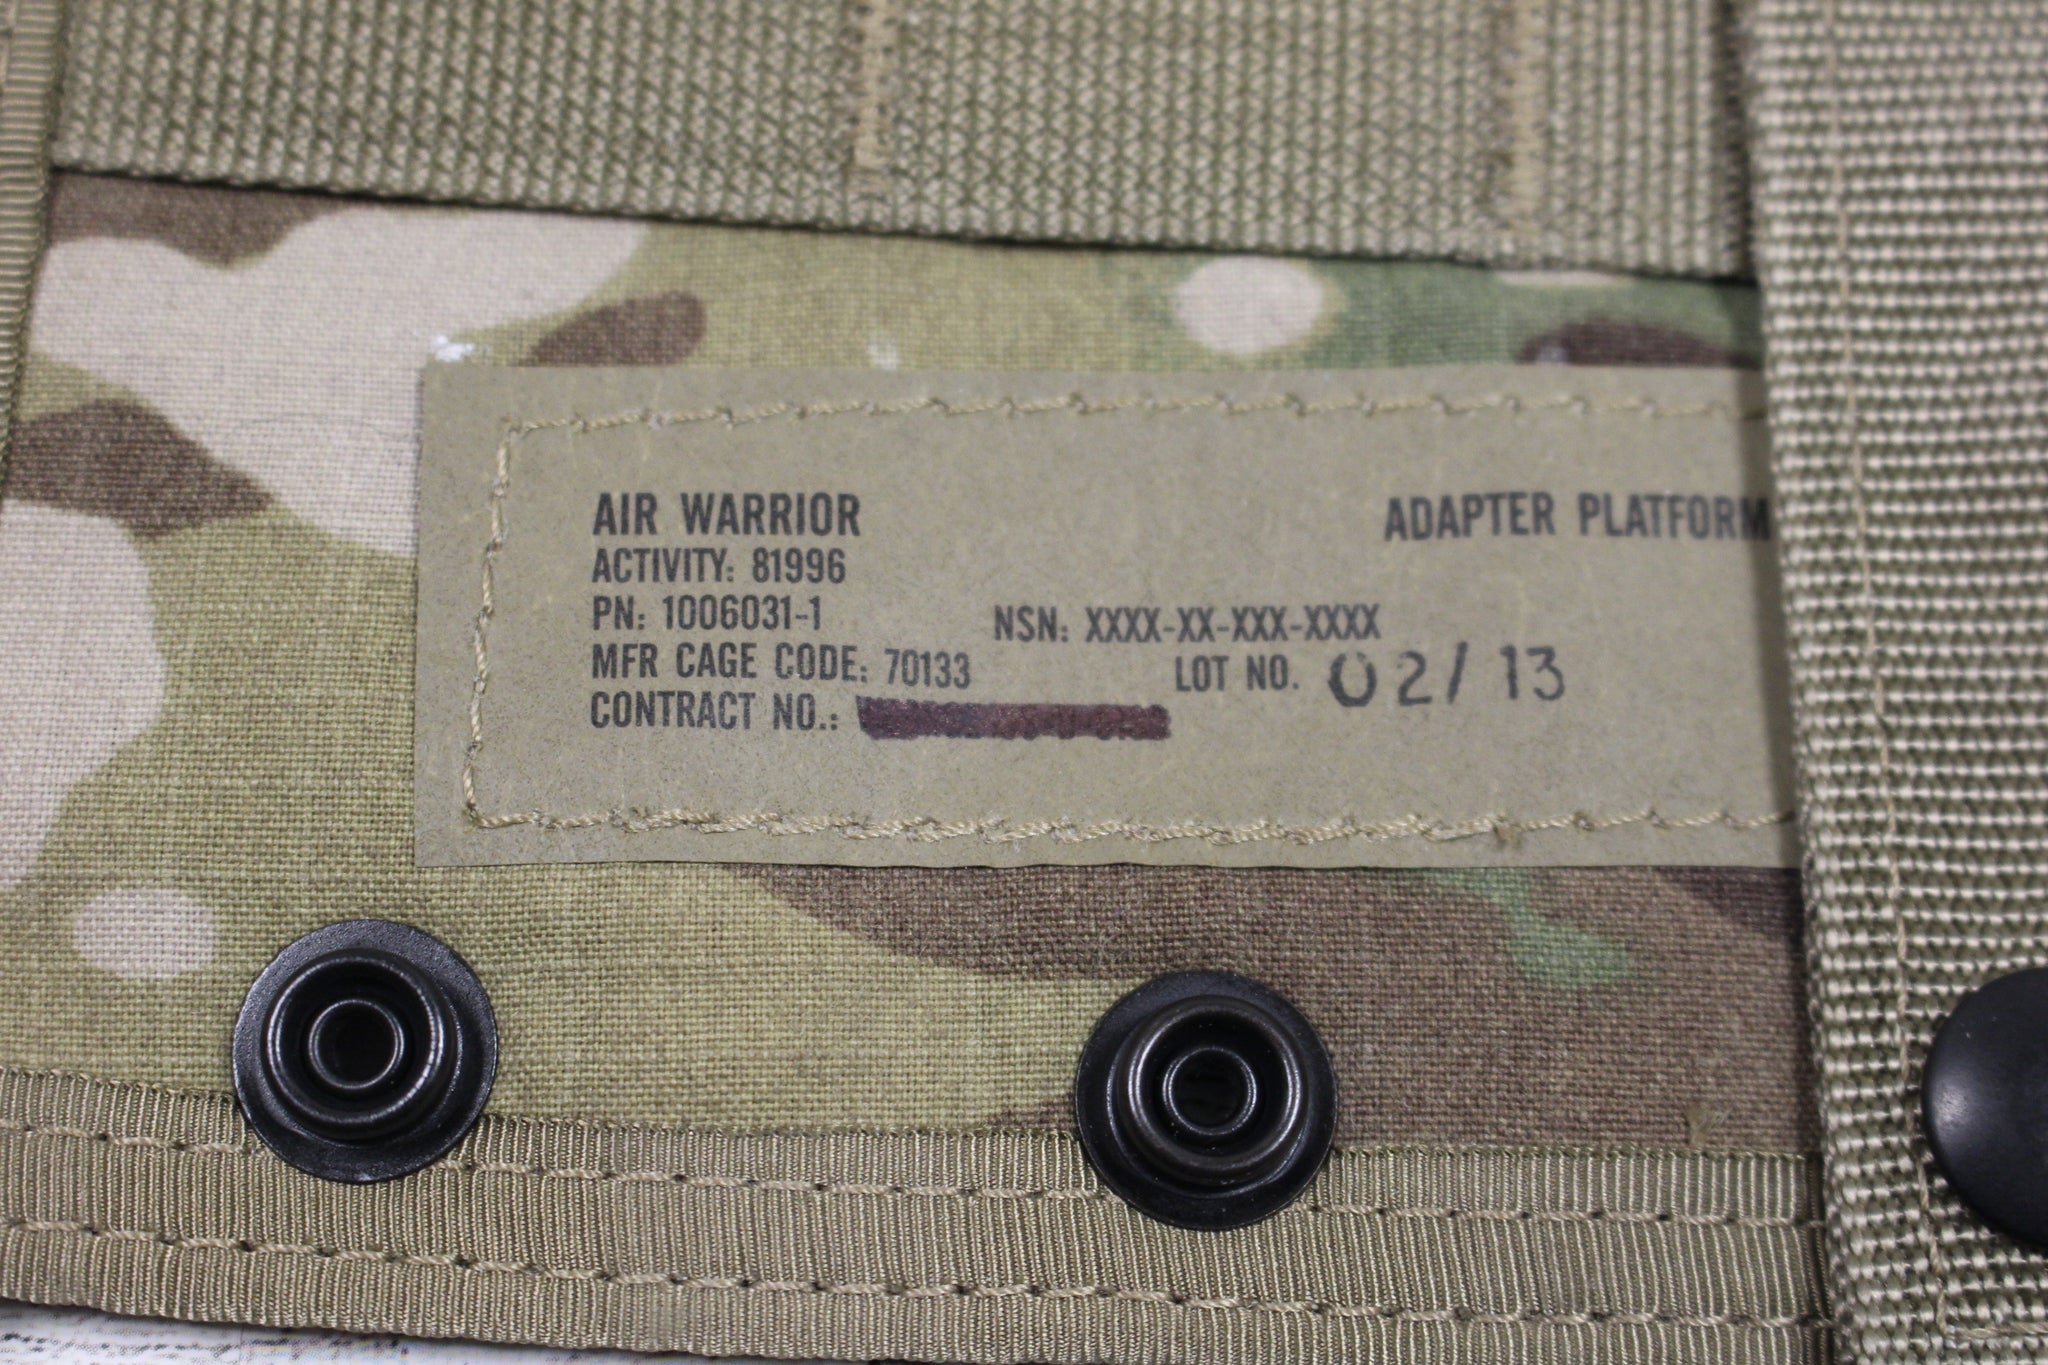 AIR WARRIOR ADAPTER PLATFORM
ACTIVITY: 81996
PN: 1006031-1 NSN: XXXX-XX-XXX-XXXX
MFR CAGE CODE: 70133 LOT NO. 02/13
CONTRACT NO.: